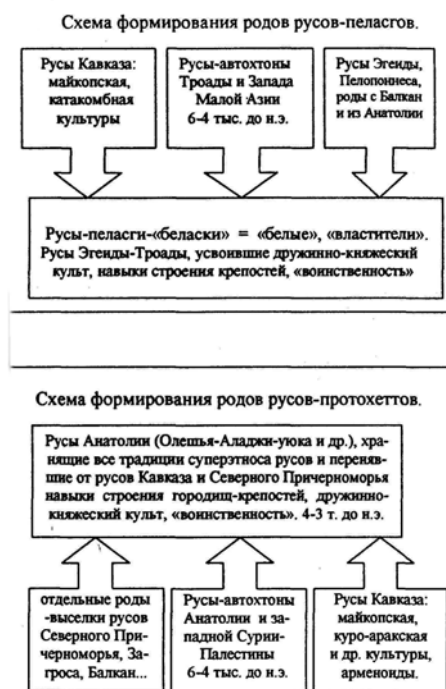 Схема формирования родов русов-пеласгов.
Русы Кавказа:
майкопская,
катакомбная
культуры
Русы-автохтоны
Троады и Запада
Малой Азии
6-4 тыс. до н.э.
Русы Эгеиды,
Пелопоннеса,
роды с Балкан
и из Анатолии
Русы-пеласги-«беласки» = «белые», «властители».
Русы Эгеиды-Троады, усвоившие дружинно-княжеский
культ, навыки строения крепостей, «воинственность»
Схема формирования родов русов-протохеттов.
Русы Анатолии (Олешья-Аладжи-уюка и др.), хра-
нящие все традиции суперэтноса русов и переняв-
шие от русов Кавказа и Северного Причерноморья
навыки строения городищ-крепостей, дружинно-
княжеский культ, «воинственность». 4-3 т. до н.э.
отдельные роды
-выселки русов
Северного При-
черноморья, За-
гроса, Балкан...
Русы-автохтоны
Анатолии и за-
падной Сурии-
Палестины
6-4 тыс. до н.э.
Русы Кавказа:
майкопская,
куро-аракская
и др. культуры,
арменоиды.